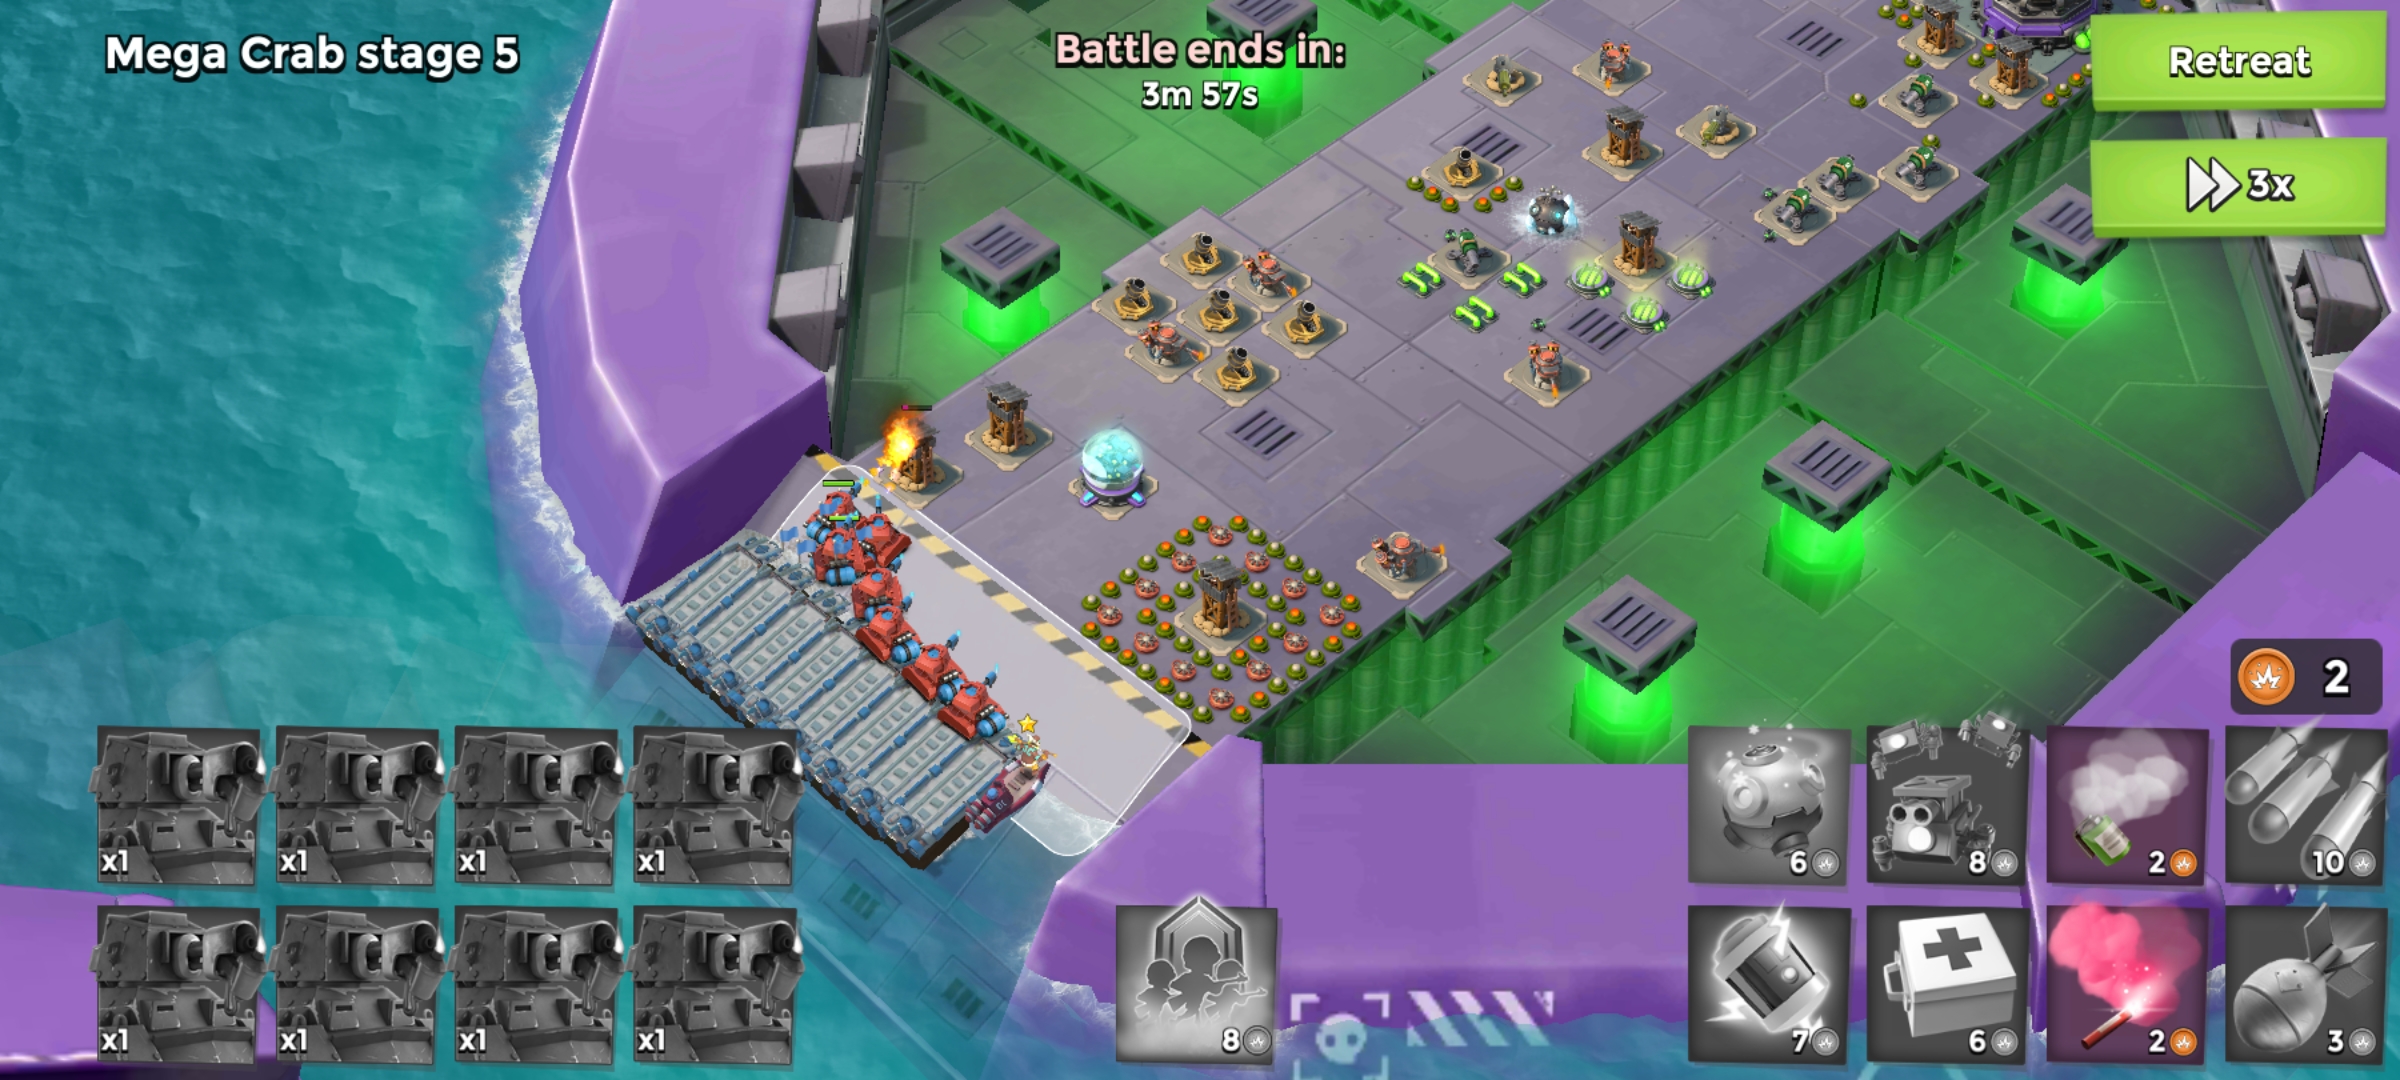 Mega Crab stage 5
Battle ends in:
3m 57s
Retreat
3x
2
x1
x1
x1
x1
6
8
2
10
x1
x1
x1
x1
8
7
6
2
3